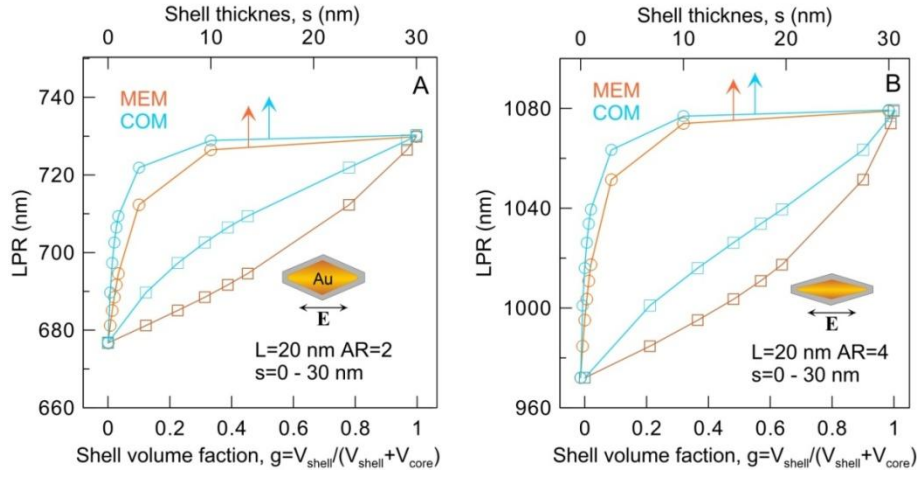 Shell thicknes, s (nm)
0 10 20 30
A
MEM
COM
740
720
700
680
660
LPR (nm)
Au
E
L=20 nm AR=2
s=0 - 30 nm
0 0.2 0.4 0.6 0.8 1
Shell volume faction, g=Vshell/(Vshell+Vcore)
Shell thicknes, s (nm)
0 10 20 30
B
MEM
COM
1080
1040
1000
960
LPR (nm)
E
L=20 nm AR=4
s=0 - 30 nm
0 0.2 0.4 0.6 0.8 1
Shell volume faction, g=Vshell/(Vshell+Vcore)